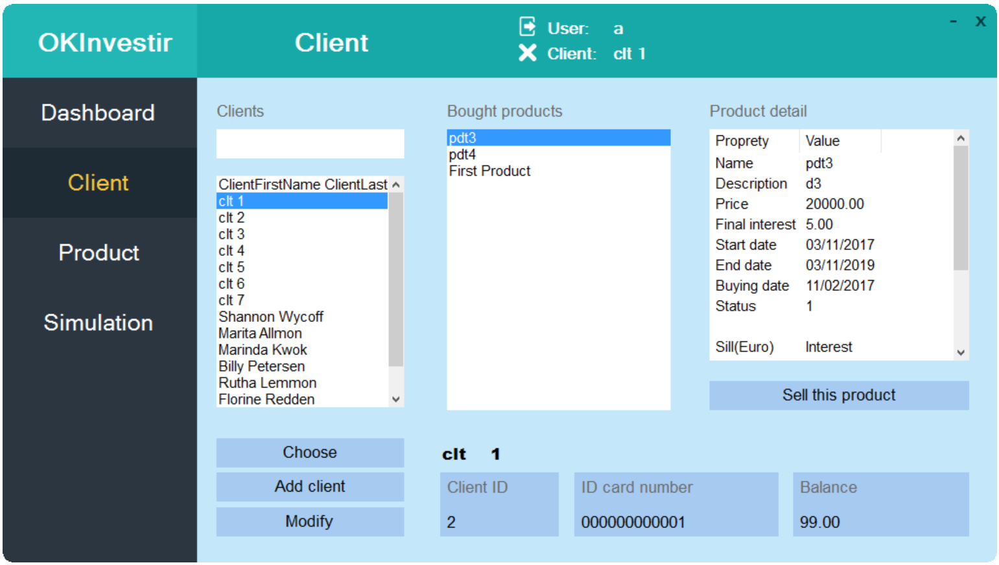 OKInvestir
Client
User: a
Client: clt 1
- x
Dashboard
Client
Product
Simulation
Clients
ClientFirstName ClientLast
clt 1
clt 2
clt 3
clt 4
clt 5
clt 6
clt 7
Shannon Wycoff
Marita Allmon
Marinda Kwok
Billy Petersen
Rutha Lemmon
Florine Redden
Choose
Add client
Modify
Bought products
pdt3
pdt4
First Product
Product detail
Proprety Value
Name pdt3
Description d3
Price 20000.00
Final interest 5.00
Start date 03/11/2017
End date 03/11/2019
Buying date 11/02/2017
Status 1
Sill(Euro) Interest
Sell this product
clt 1
Client ID
2
ID card number
000000000001
Balance
99.00